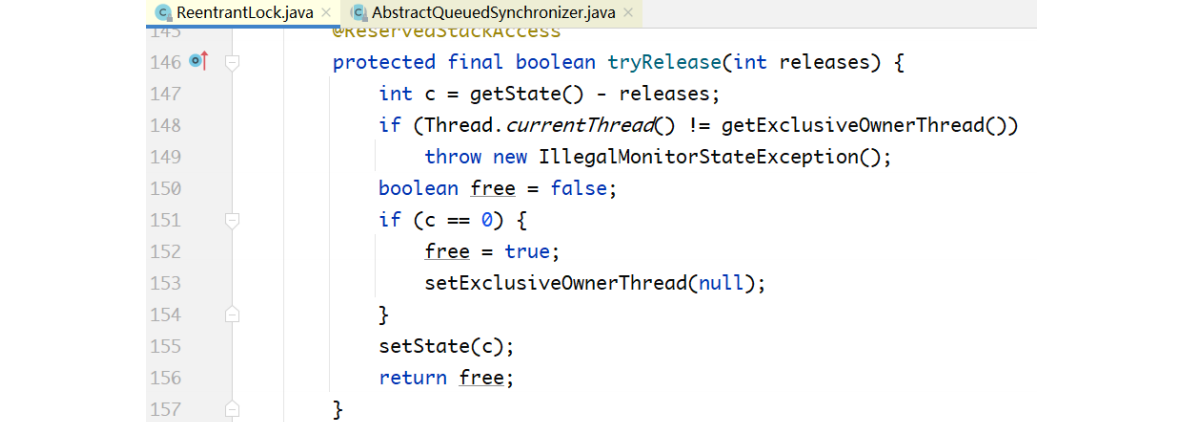 ReentrantLock.java × AbstractQueuedSynchronizer.java ×
145 @ReservedStackAccess
146 protected final boolean tryRelease(int releases) {
147 int c = getState() - releases;
148 if (Thread.currentThread() != getExclusiveOwnerThread())
149 throw new IllegalMonitorStateException();
150 boolean free = false;
151 if (c == 0) {
152 free = true;
153 setExclusiveOwnerThread(null);
154 }
155 setState(c);
156 return free;
157 }